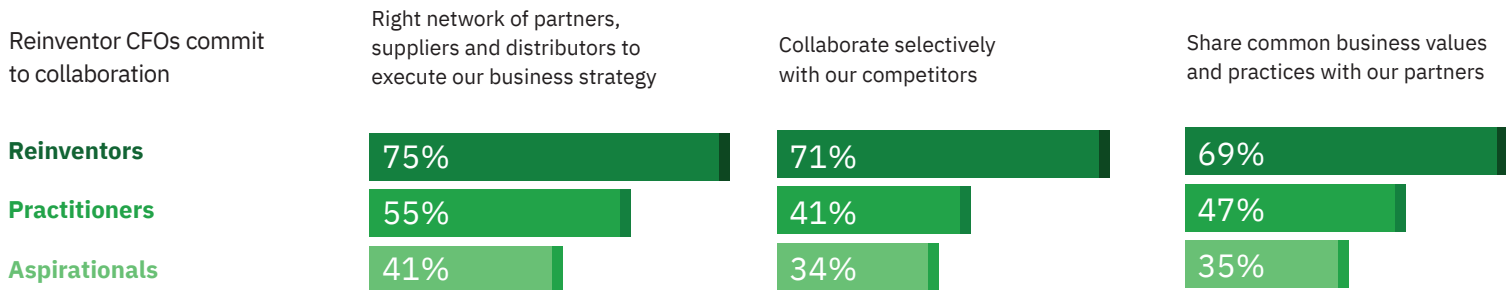 Reinventor CFOs commit
to collaboration
Right network of partners,
suppliers and distributors to
execute our business strategy
Collaborate selectively
with our competitors
Share common business values
and practices with our partners
Reinventors
75%
71%
69%
Practitioners
55%
41%
47%
Aspirationals
41%
34%
35%